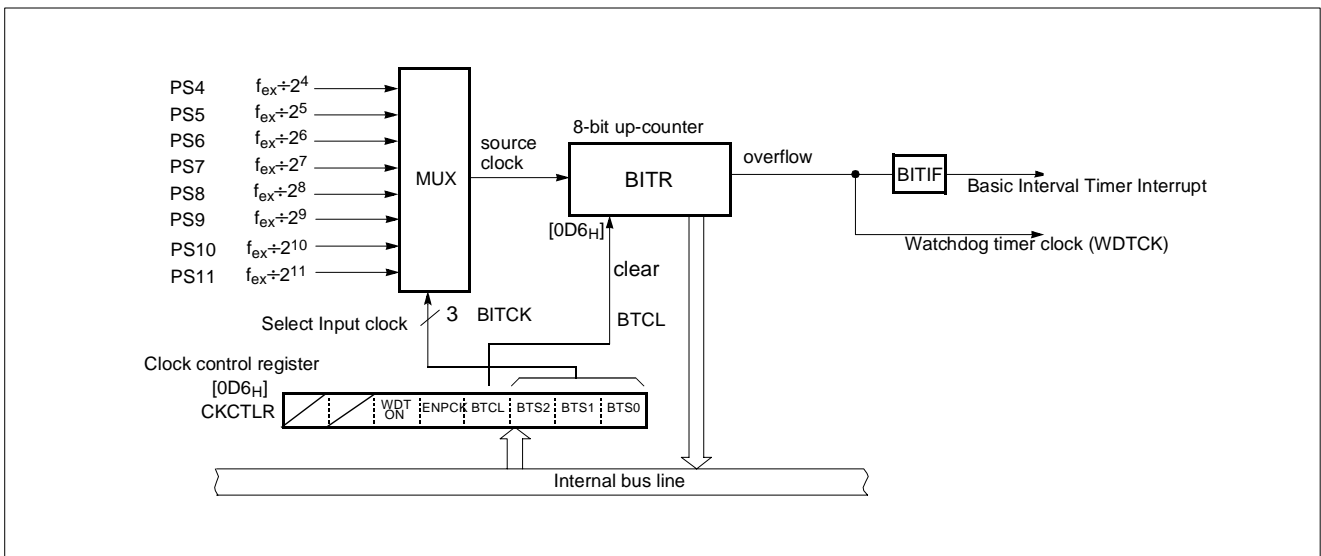 PS4 fex÷2^4
PS5 fex÷2^5
PS6 fex÷2^6
PS7 fex÷2^7
PS8 fex÷2^8
PS9 fex÷2^9
PS10 fex÷2^10
PS11 fex÷2^11
MUX
source
clock
8-bit up-counter
BITR
[0D6H]
overflow
BITIF
Basic Interval Timer Interrupt
Watchdog timer clock (WDTCK)
clear
BTCL
Select Input clock
3 BITCK
Clock control register
[0D6H]
CKCTLR
WDT
ON
ENPCK
BTCL
BTS2
BTS1
BTS0
Internal bus line